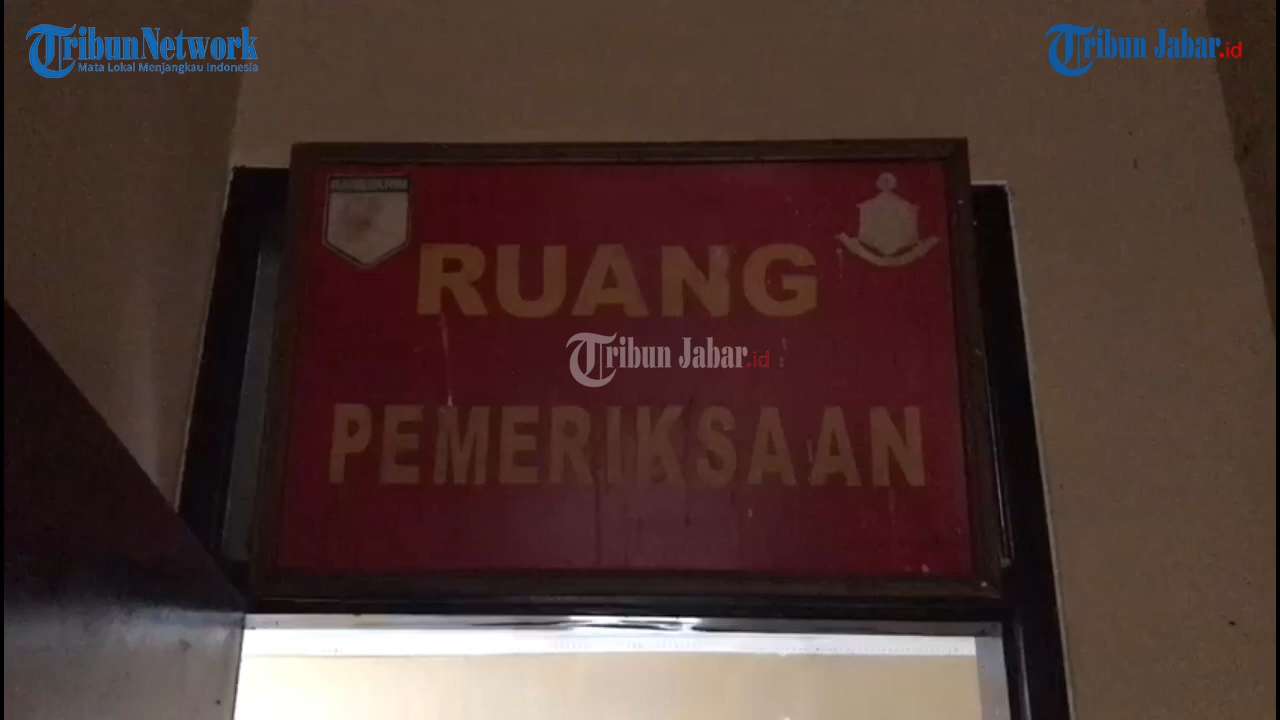 TribunNetwork
Mata Lokal Menjangkau Indonesia
Tribun Jabar.id
RUANG
Tribun Jabar.id
PEMERIKSAAN